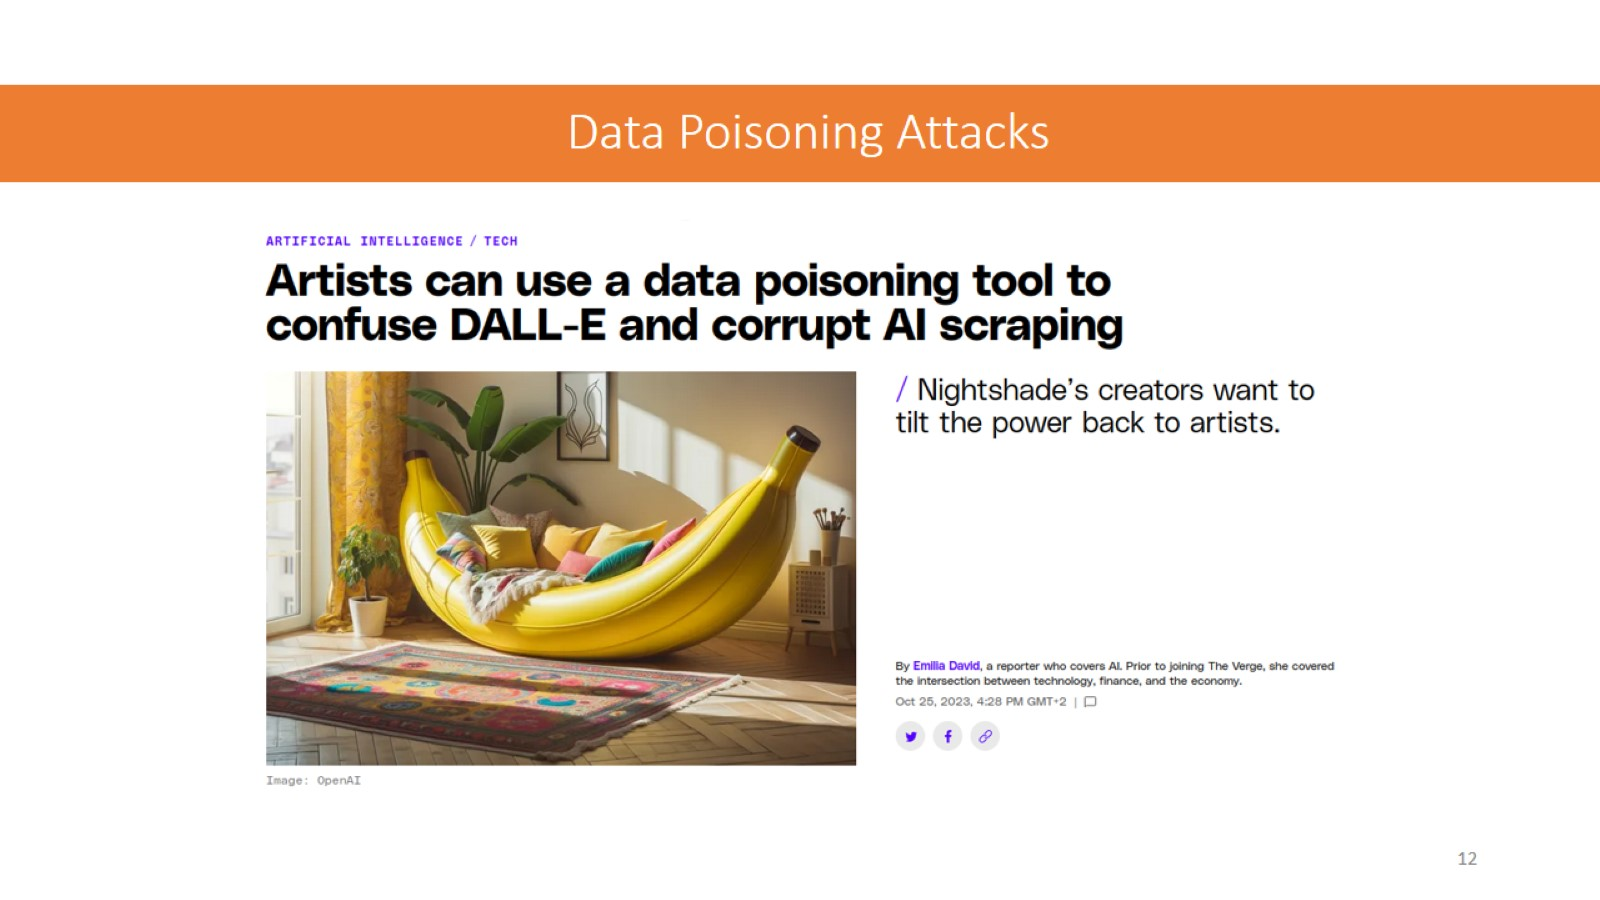 Data Poisoning Attacks
ARTIFICIAL INTELLIGENCE / TECH
Artists can use a data poisoning tool to
confuse DALL-E and corrupt AI scraping
/ Nightshade’s creators want to
tilt the power back to artists.
By Emilia David, a reporter who covers AI. Prior to joining The Verge, she covered
the intersection between technology, finance, and the economy.
Oct 25, 2023, 4:28 PM GMT+2 |
Image: OpenAI
12